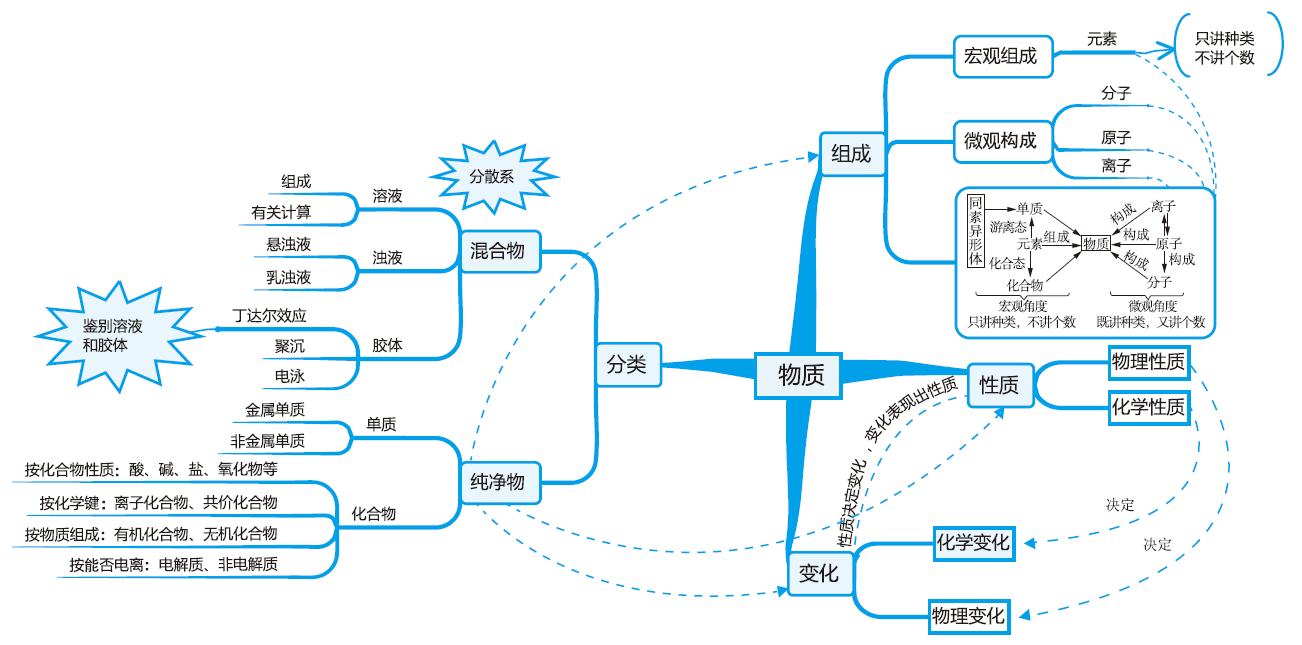 物质
组成
宏观组成
元素
只讲种类
不讲个数
微观构成
分子
原子
离子
同素异形体
单质
游离态
元素
组成
化合态
化合物
物质
构成
离子
构成
原子
构成
构成
分子
宏观角度
只讲种类，不讲个数
微观角度
既讲种类，又讲个数
性质
物理性质
化学性质
决定
决定
性质决定变化，变化表现出性质
变化
化学变化
物理变化
分类
混合物
分散系
溶液
组成
有关计算
浊液
悬浊液
乳浊液
胶体
丁达尔效应
聚沉
电泳
鉴别溶液
和胶体
纯净物
单质
金属单质
非金属单质
化合物
按化合物性质：酸、碱、盐、氧化物等
按化学键：离子化合物、共价化合物
按物质组成：有机化合物、无机化合物
按能否电离：电解质、非电解质